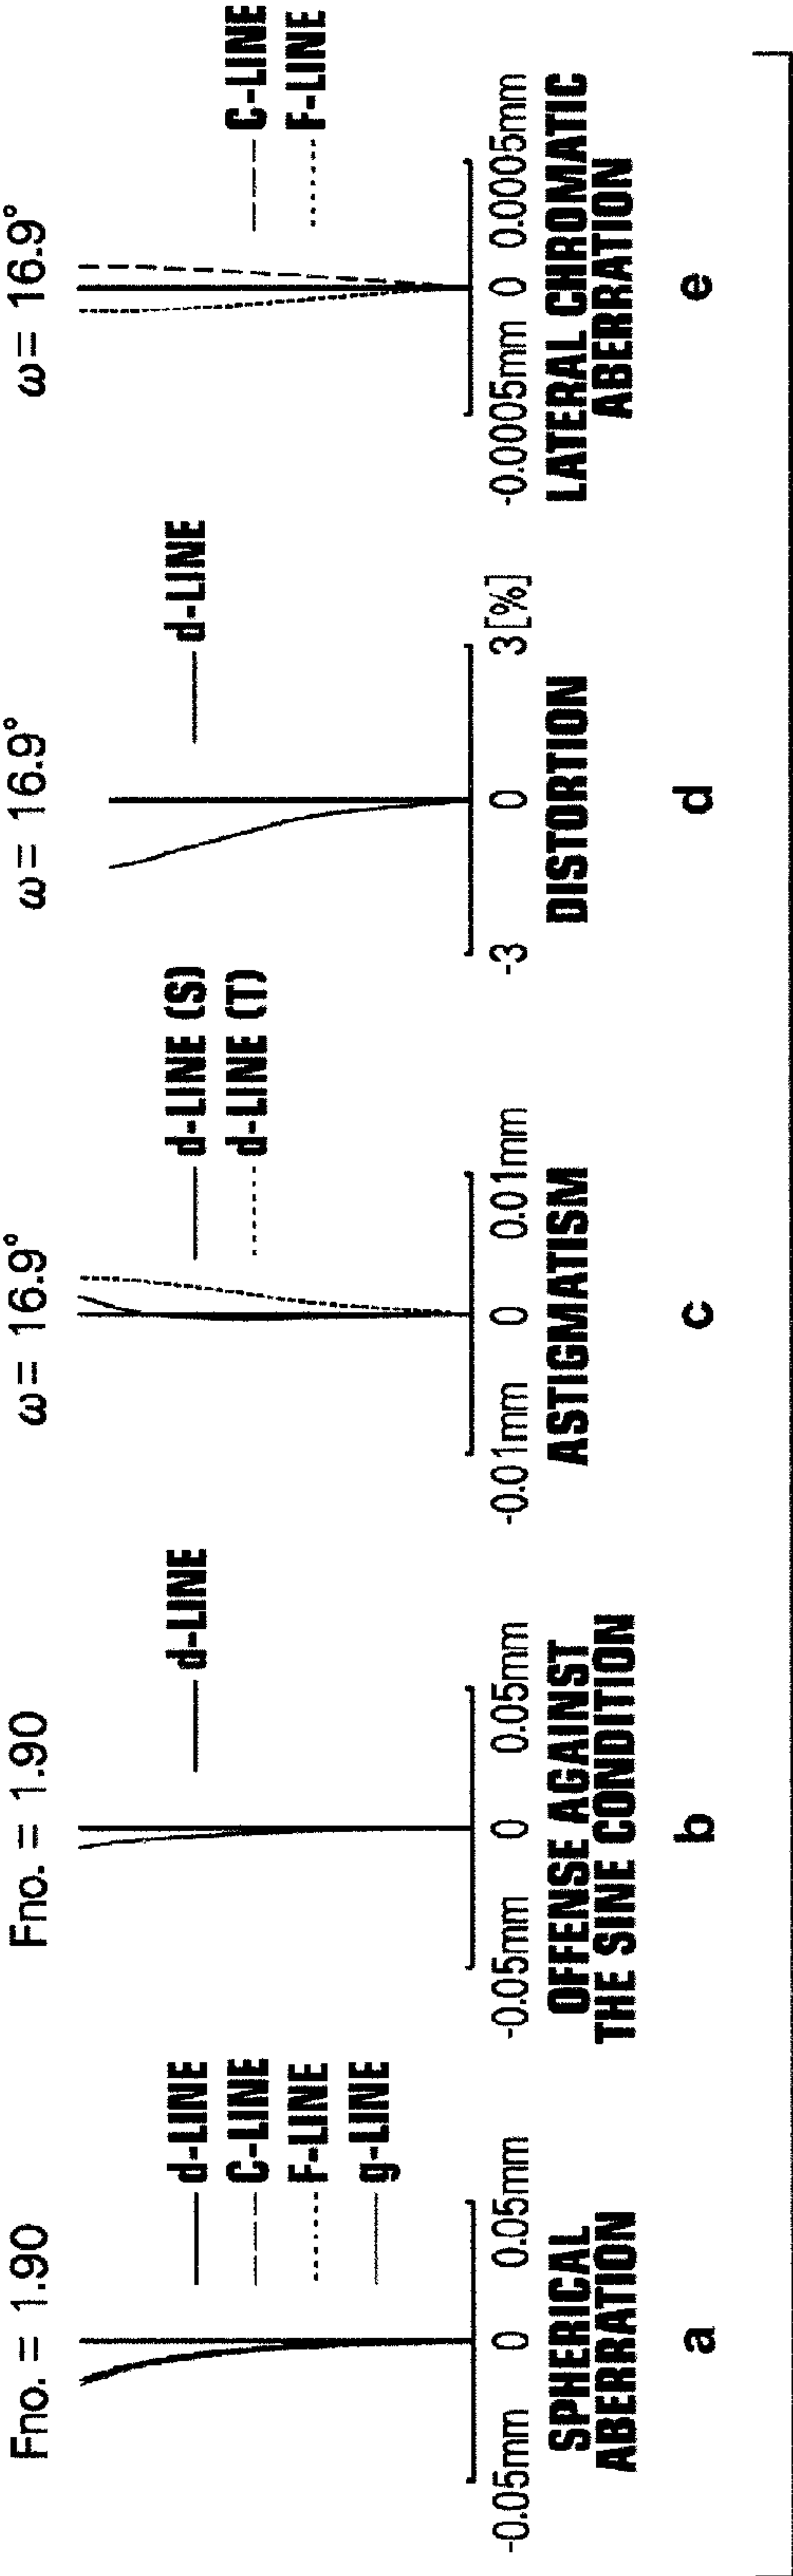 Fno. = 1.90
d-LINE
C-LINE
F-LINE
g-LINE
-0.05mm 0 0.05mm
SPHERICAL
ABERRATION
a
Fno. = 1.90
d-LINE
-0.05mm 0 0.05mm
OFFENSE AGAINST
THE SINE CONDITION
b
ω= 16.9°
d-LINE (S)
d-LINE (T)
-0.01mm 0 0.01mm
ASTIGMATISM
c
ω= 16.9°
d-LINE
-3 0 3[%]
DISTORTION
d
ω= 16.9°
C-LINE
F-LINE
-0.0005mm 0 0.0005mm
LATERAL CHROMATIC
ABERRATION
e